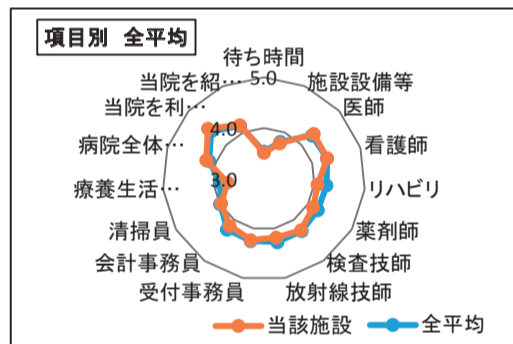 項目別 全平均
待ち時間
5.0
施設設備等
医師
看護師
リハビリ
薬剤師
検査技師
放射線技師
受付事務員
会計事務員
清掃員
療養生活…
病院全体…
当院を利…
当院を紹…
4.0
3.0
当該施設
全平均